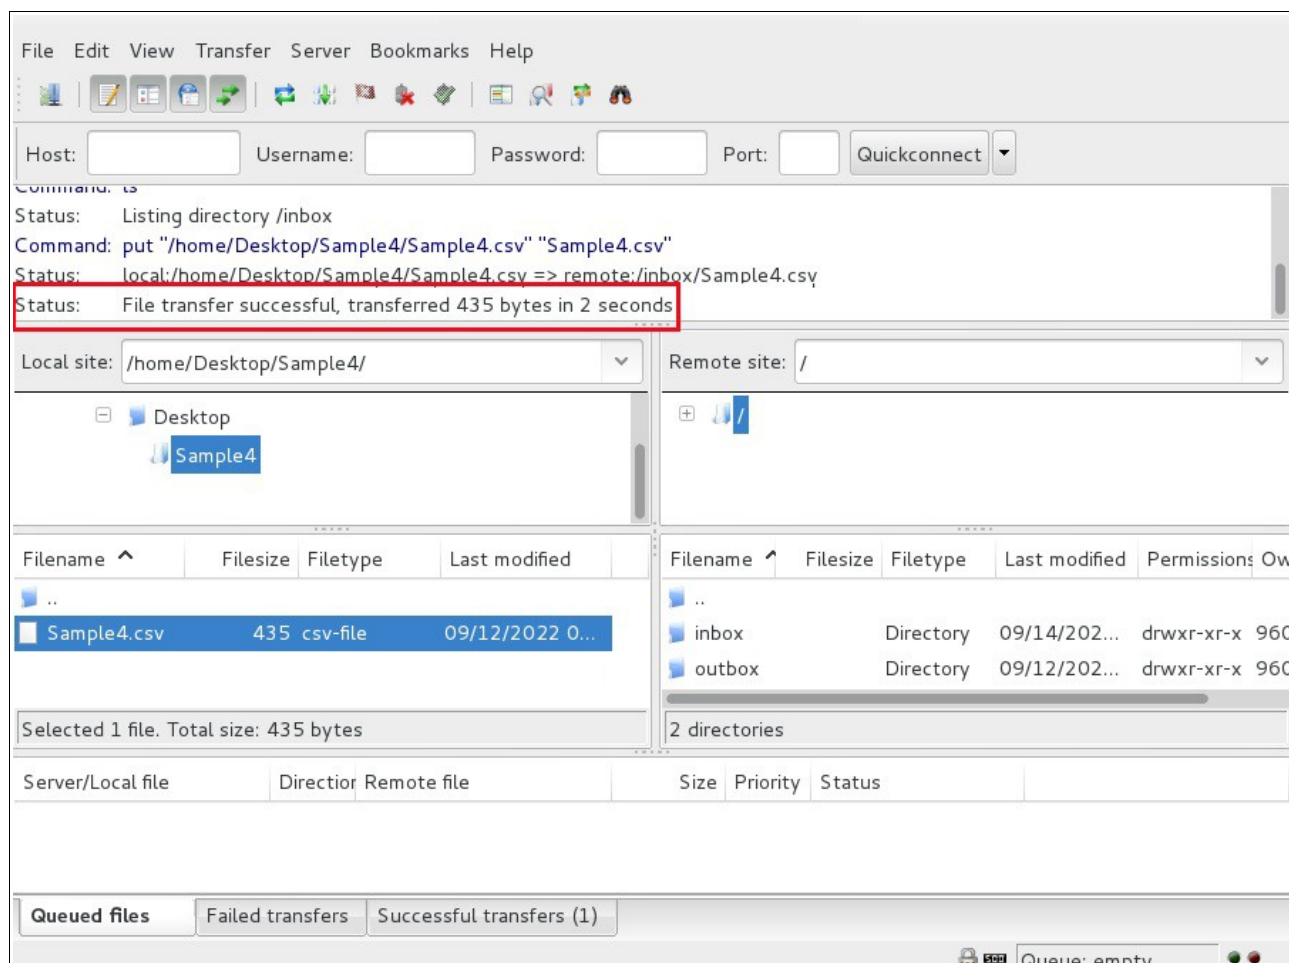 File Edit View Transfer Server Bookmarks Help
Host: Username: Password: Port: Quickconnect
Command: ls
Status: Listing directory /inbox
Command: put "/home/Desktop/Sample4/Sample4.csv" "Sample4.csv"
Status: local:/home/Desktop/Sample4/Sample4.csv => remote:/inbox/Sample4.csv
Status: File transfer successful, transferred 435 bytes in 2 seconds
Local site: /home/Desktop/Sample4/ Remote site: /
Desktop /
Sample4
Filename Filesize Filetype Last modified Filename Filesize Filetype Last modified Permissions Ow
.. ..
Sample4.csv 435 csv-file 09/12/2022 0... inbox Directory 09/14/202... drwxr-xr-x 960
outbox Directory 09/12/202... drwxr-xr-x 960
Selected 1 file. Total size: 435 bytes 2 directories
Server/Local file Direction Remote file Size Priority Status
Queued files Failed transfers Successful transfers (1)
Queue: empty